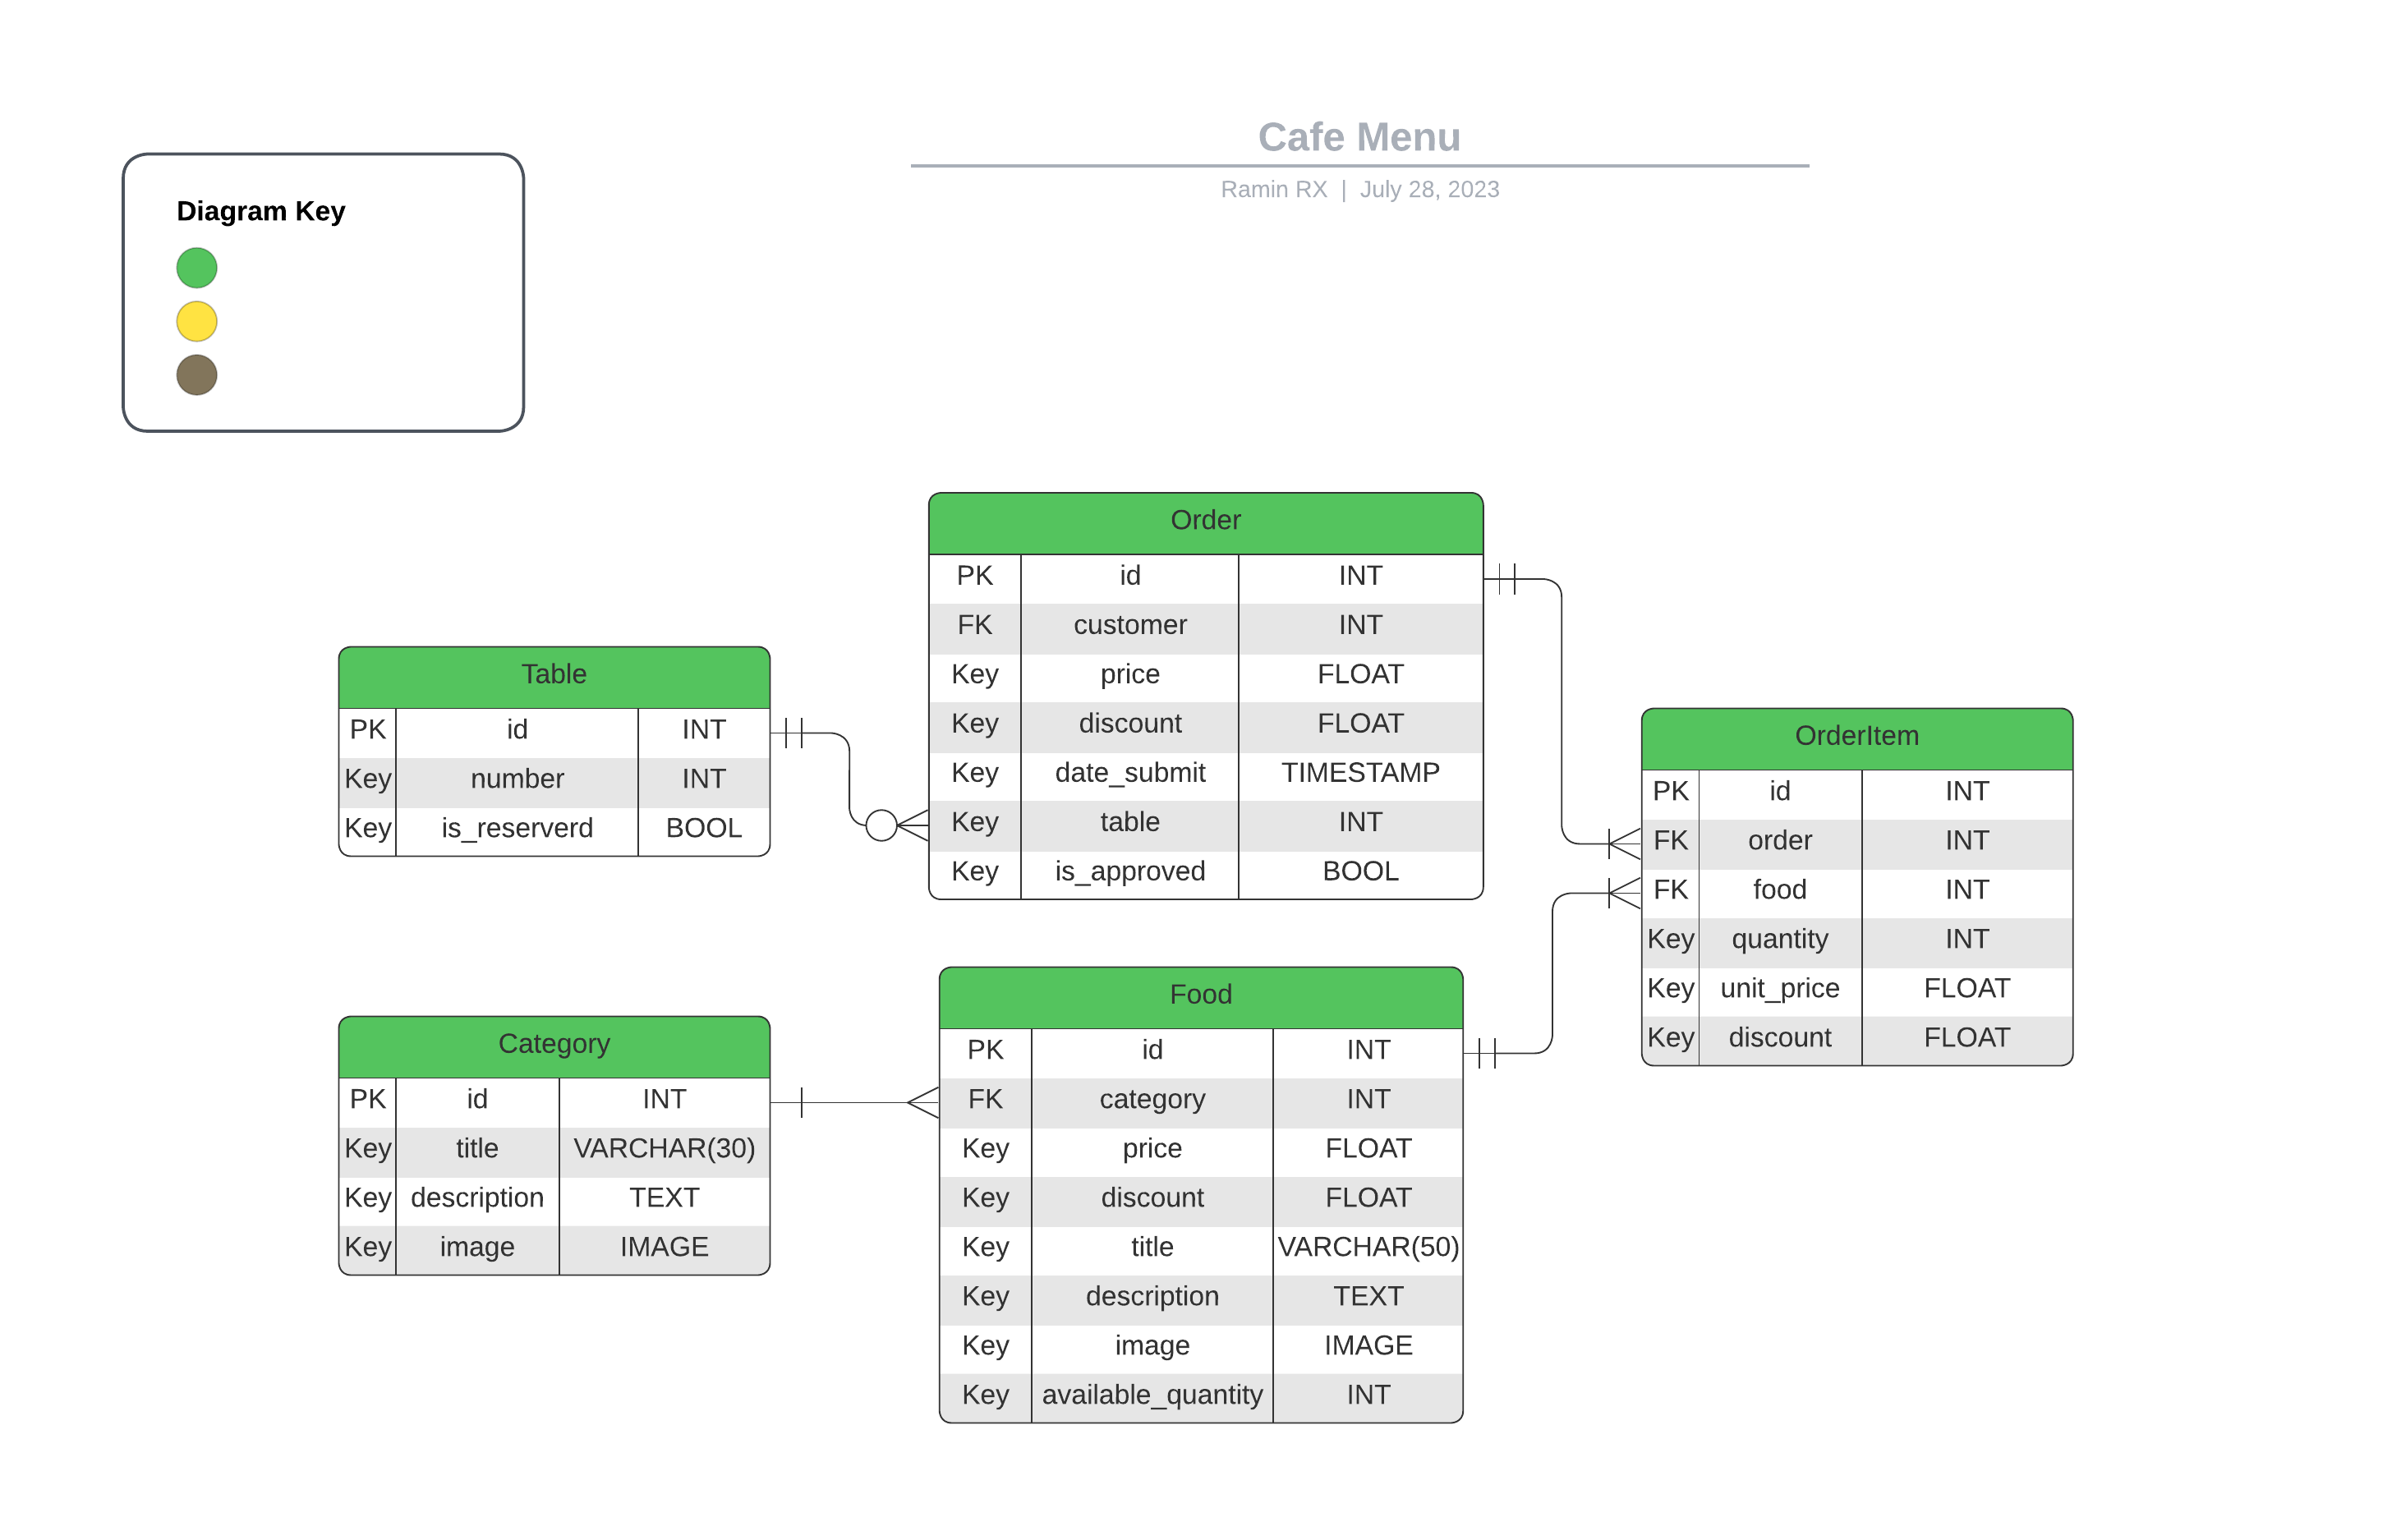 Cafe Menu
Ramin RX | July 28, 2023
Diagram Key
Order
PK id INT
FK customer INT
Key price FLOAT
Key discount FLOAT
Key date_submit TIMESTAMP
Key table INT
Key is_approved BOOL
Table
PK id INT
Key number INT
Key is_reserverd BOOL
OrderItem
PK id INT
FK order INT
FK food INT
Key quantity INT
Key unit_price FLOAT
Key discount FLOAT
Food
PK id INT
FK category INT
Key price FLOAT
Key discount FLOAT
Key title VARCHAR(50)
Key description TEXT
Key image IMAGE
Key available_quantity INT
Category
PK id INT
Key title VARCHAR(30)
Key description TEXT
Key image IMAGE